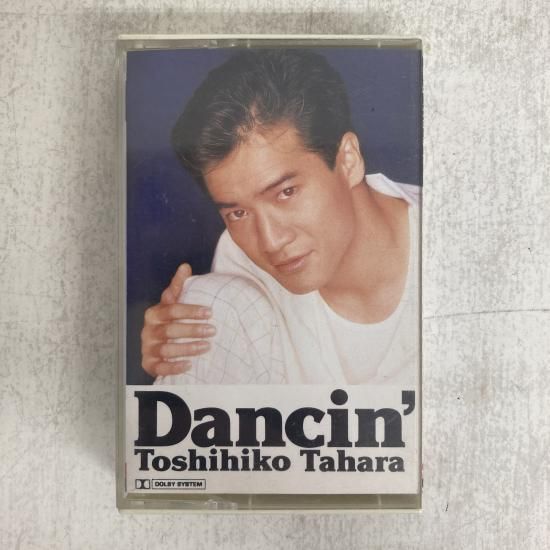 Dancin'
Toshihiko Tahara
DOLBY SYSTEM